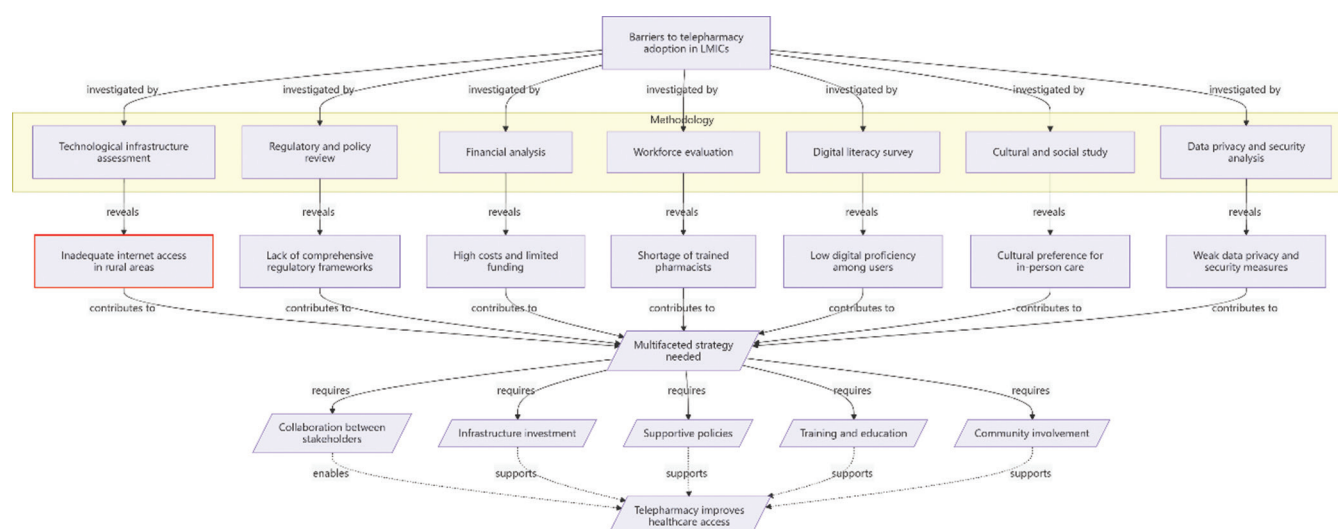 Barriers to telepharmacy
adoption in LMICs
investigated by
investigated by
investigated by
investigated by
investigated by
investigated by
investigated by
Methodology
Technological infrastructure
assessment
Regulatory and policy
review
Financial analysis
Workforce evaluation
Digital literacy survey
Cultural and social study
Data privacy and security
analysis
reveals
reveals
reveals
reveals
reveals
reveals
reveals
Inadequate internet access
in rural areas
Lack of comprehensive
regulatory frameworks
High costs and limited
funding
Shortage of trained
pharmacists
Low digital proficiency
among users
Cultural preference for
in-person care
Weak data privacy and
security measures
contributes to
contributes to
contributes to
contributes to
contributes to
contributes to
contributes to
Multifaceted strategy
needed
requires
requires
requires
requires
requires
Collaboration between
stakeholders
Infrastructure investment
Supportive policies
Training and education
Community involvement
enables
supports
supports
supports
supports
Telepharmacy improves
healthcare access